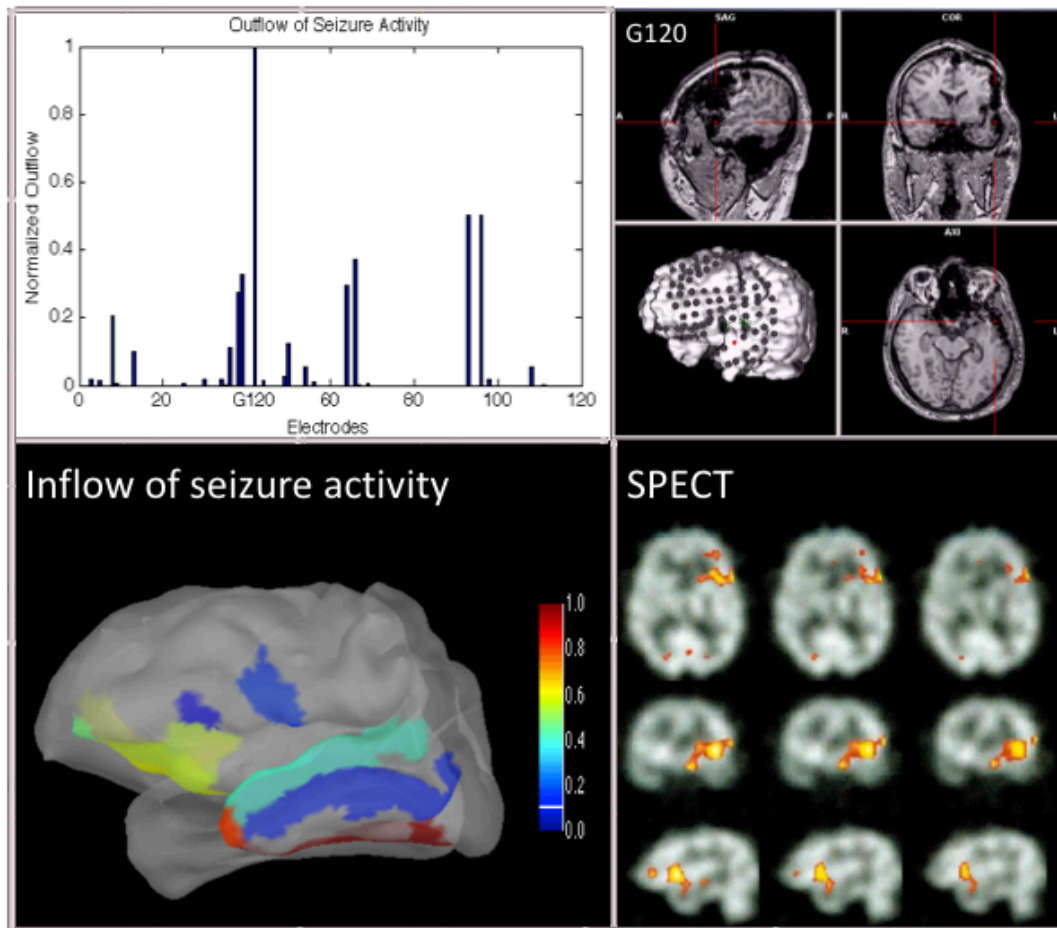 Outflow of Seizure Activity
1
0.8
0.6
0.4
0.2
0
Normalized Outflow
0 20 G120 60 80 100 120
Electrodes
G120
SAG
A P
COR
R L
AXI
R L
Inflow of seizure activity
1.0
0.8
0.6
0.4
0.2
0.0
SPECT